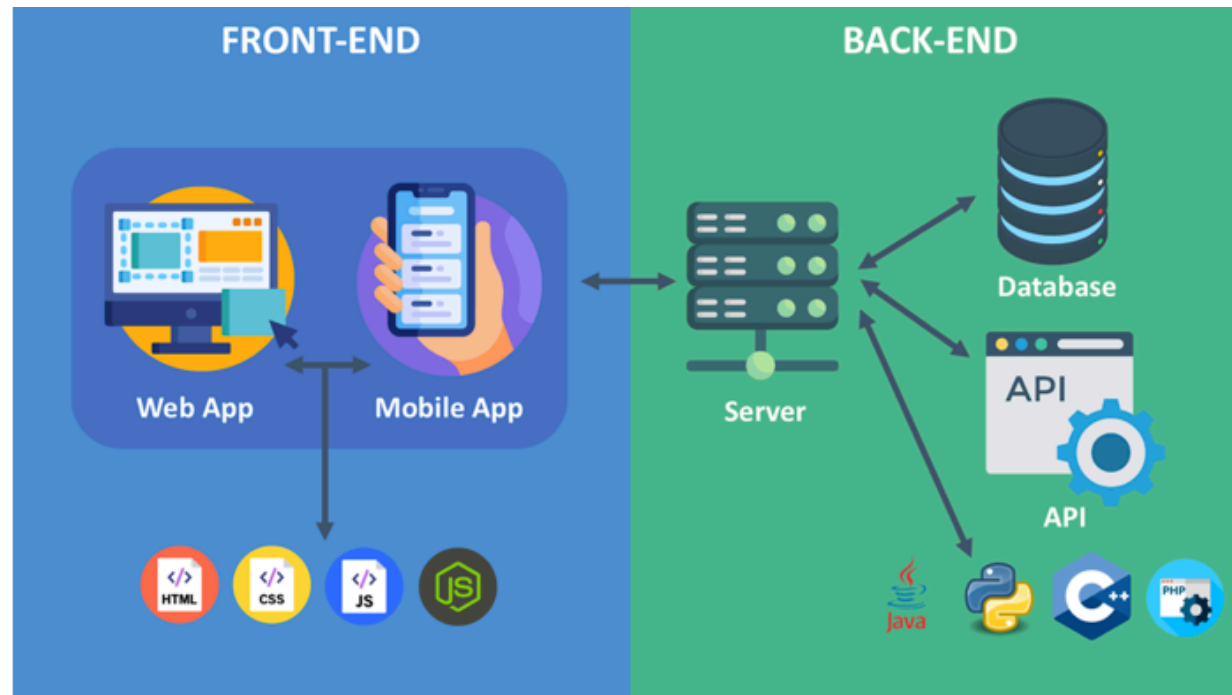 FRONT-END
BACK-END
Web App
Mobile App
Server
Database
API
API
</>
HTML
</>
CSS
</>
JS
JS
Java
C++
PHP